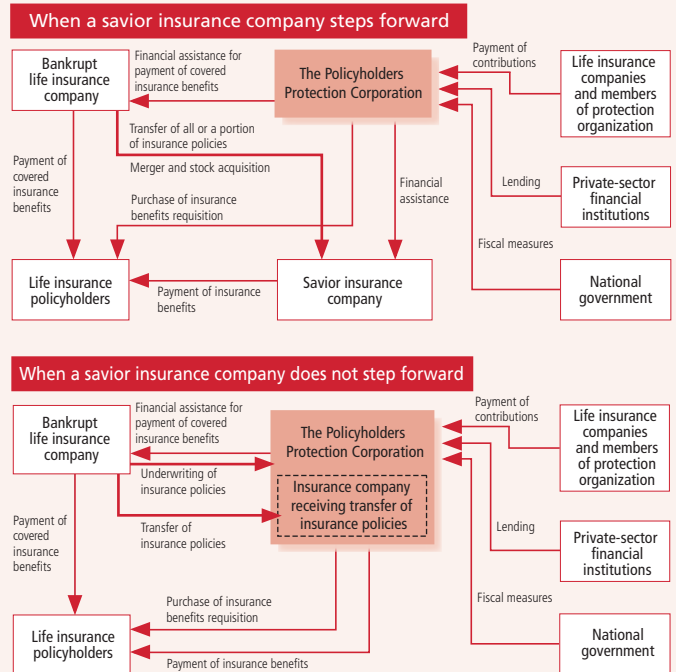 When a savior insurance company steps forward
Bankrupt
life insurance
company
Financial assistance for
payment of covered
insurance benefits
The Policyholders
Protection Corporation
Payment of
contributions
Life insurance
companies
and members
of protection
organization
Transfer of all or a portion
of insurance policies
Merger and stock acquisition
Payment of
covered
insurance
benefits
Purchase of insurance
benefits requisition
Financial
assistance
Lending
Private-sector
financial
institutions
Fiscal measures
Life insurance
policyholders
Payment of insurance
benefits
Savior insurance
company
National
government
When a savior insurance company does not step forward
Bankrupt
life insurance
company
Financial assistance for
payment of covered
insurance benefits
The Policyholders
Protection Corporation
Payment of
contributions
Life insurance
companies
and members
of protection
organization
Underwriting of
insurance policies
Insurance company
receiving transfer of
insurance policies
Payment of
covered
insurance
benefits
Transfer of
insurance policies
Lending
Private-sector
financial
institutions
Purchase of insurance
benefits requisition
Fiscal measures
Life insurance
policyholders
Payment of insurance benefits
National
government